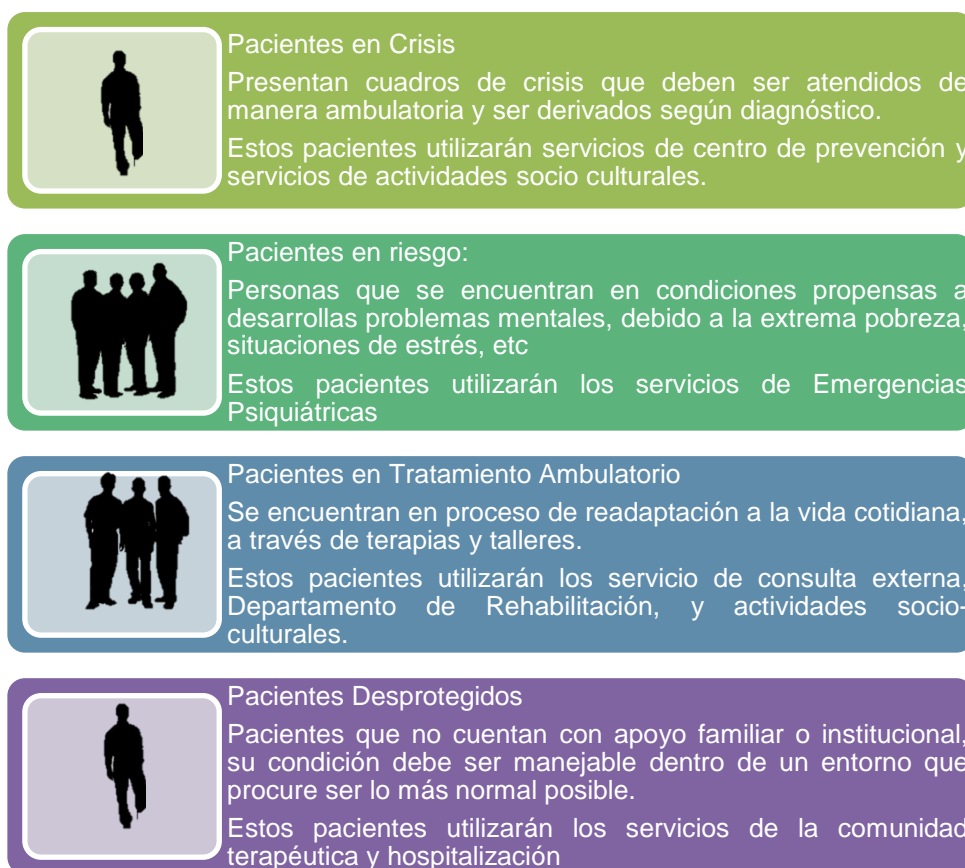 Pacientes en Crisis
Presentan cuadros de crisis que deben ser atendidos de
manera ambulatoria y ser derivados según diagnóstico.
Estos pacientes utilizarán servicios de centro de prevención y
servicios de actividades socio culturales.
Pacientes en riesgo:
Personas que se encuentran en condiciones propensas a
desarrollas problemas mentales, debido a la extrema pobreza,
situaciones de estrés, etc
Estos pacientes utilizarán los servicios de Emergencias
Psiquiátricas
Pacientes en Tratamiento Ambulatorio
Se encuentran en proceso de readaptación a la vida cotidiana,
a través de terapias y talleres.
Estos pacientes utilizarán los servicio de consulta externa,
Departamento de Rehabilitación, y actividades socio-
culturales.
Pacientes Desprotegidos
Pacientes que no cuentan con apoyo familiar o institucional,
su condición debe ser manejable dentro de un entorno que
procure ser lo más normal posible.
Estos pacientes utilizarán los servicios de la comunidad
terapéutica y hospitalización